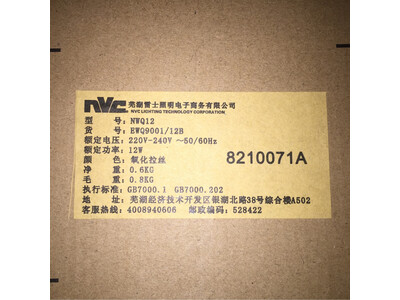 NVC 芜湖雷士照明电子商务有限公司
NVC LIGHTING TECHNOLOGY CORPORATION.
型 号: NWQ12
货 号: EWQ9001/12B
额定电压: 220V-240V ~50/60Hz
额定功率: 12W
颜 色: 氧化拉丝
净 重: 0.6KG
毛 重: 0.8KG
8210071A
执行标准: GB7000.1 GB7000.202
地 址: 芜湖经济技术开发区银湖北路38号综合楼A502
客服热线: 4008940606 邮政编码: 528422